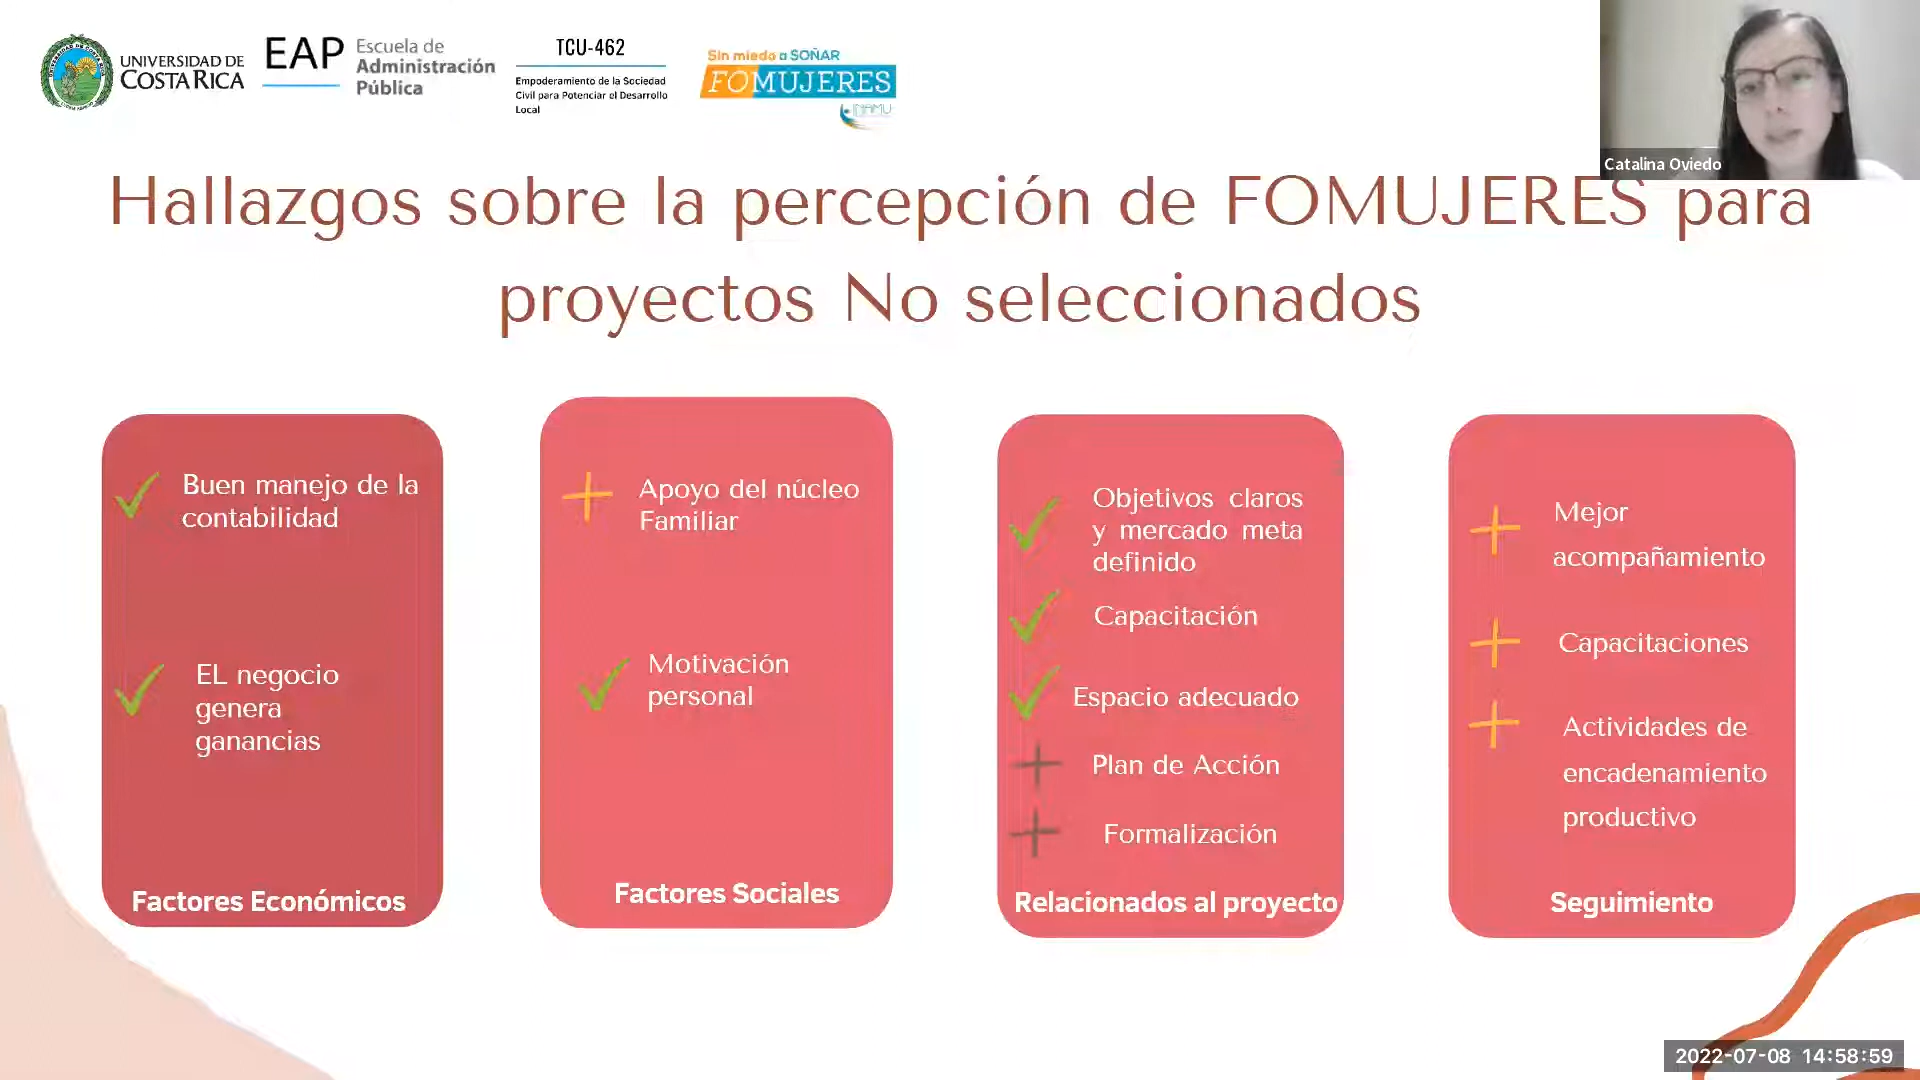 UNIVERSIDAD DE
COSTA RICA
EAP
Escuela de
Administración
Pública
TCU-462
Empoderamiento de la Sociedad
Civil para Potenciar el Desarrollo
Local
Sin miedo a SOÑAR
FOMUJERES
INAMU
Catalina Oviedo
Hallazgos sobre la percepción de FOMUJERES para
proyectos No seleccionados
Buen manejo de la
contabilidad
EL negocio
genera
ganancias
Factores Económicos
Apoyo del núcleo
Familiar
Motivación
personal
Factores Sociales
Objetivos claros
y mercado meta
definido
Capacitación
Espacio adecuado
Plan de Acción
Formalización
Relacionados al proyecto
Mejor
acompañamiento
Capacitaciones
Actividades de
encadenamiento
productivo
Seguimiento
2022-07-08 14:58:59